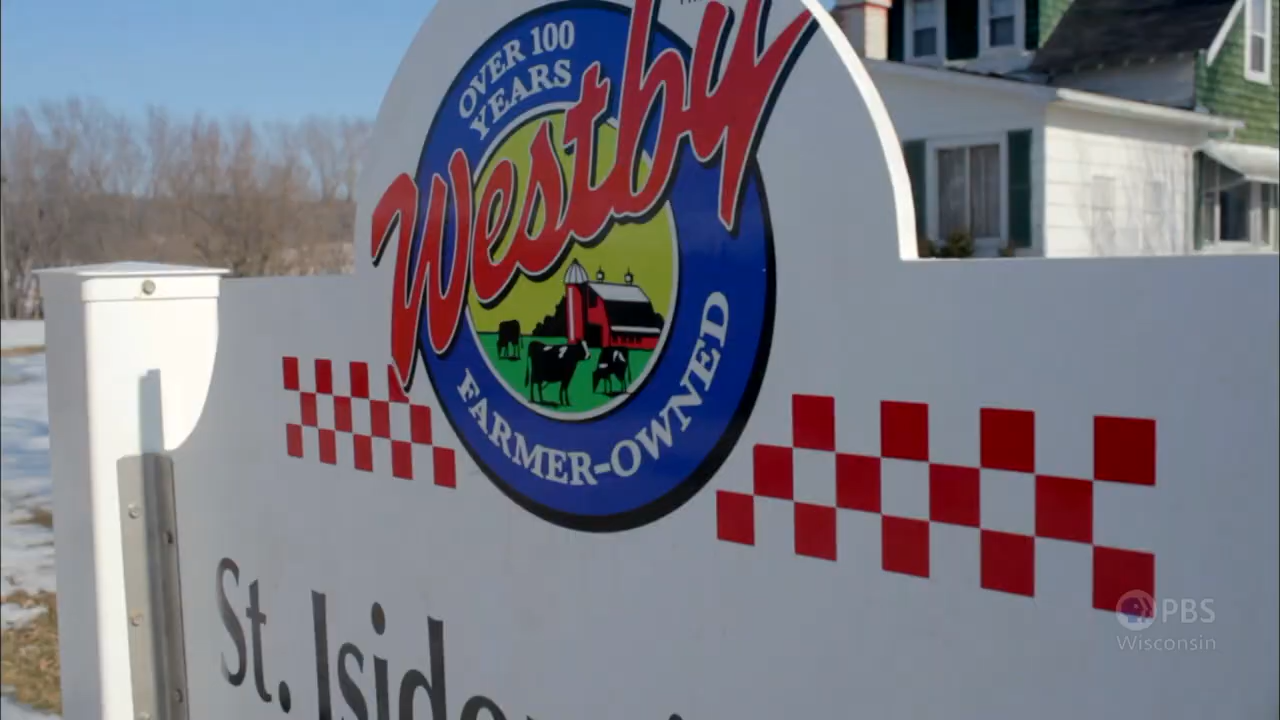 OVER 100
YEARS
Westby
FARMER-OWNED
St.
PBS
Wisconsin